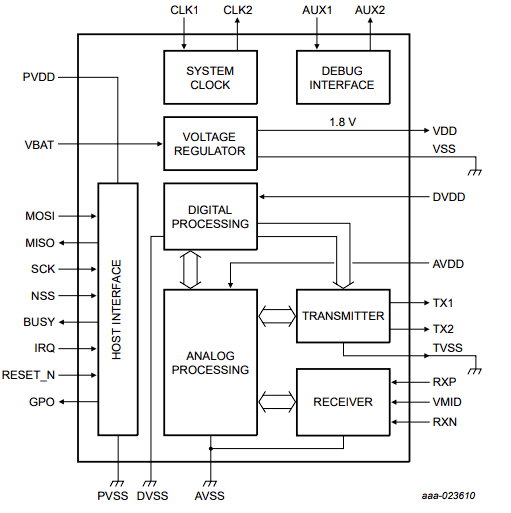 CLK1 CLK2 AUX1 AUX2
PVDD
SYSTEM
CLOCK
DEBUG
INTERFACE
VBAT
VOLTAGE
REGULATOR
1.8 V
VDD
VSS
DIGITAL
PROCESSING
DVDD
MOSI
MISO
SCK
NSS
BUSY
IRQ
RESET_N
GPO
HOST INTERFACE
AVDD
ANALOG
PROCESSING
TRANSMITTER
TX1
TX2
TVSS
RECEIVER
RXP
VMID
RXN
PVSS DVSS AVSS
aaa-023610